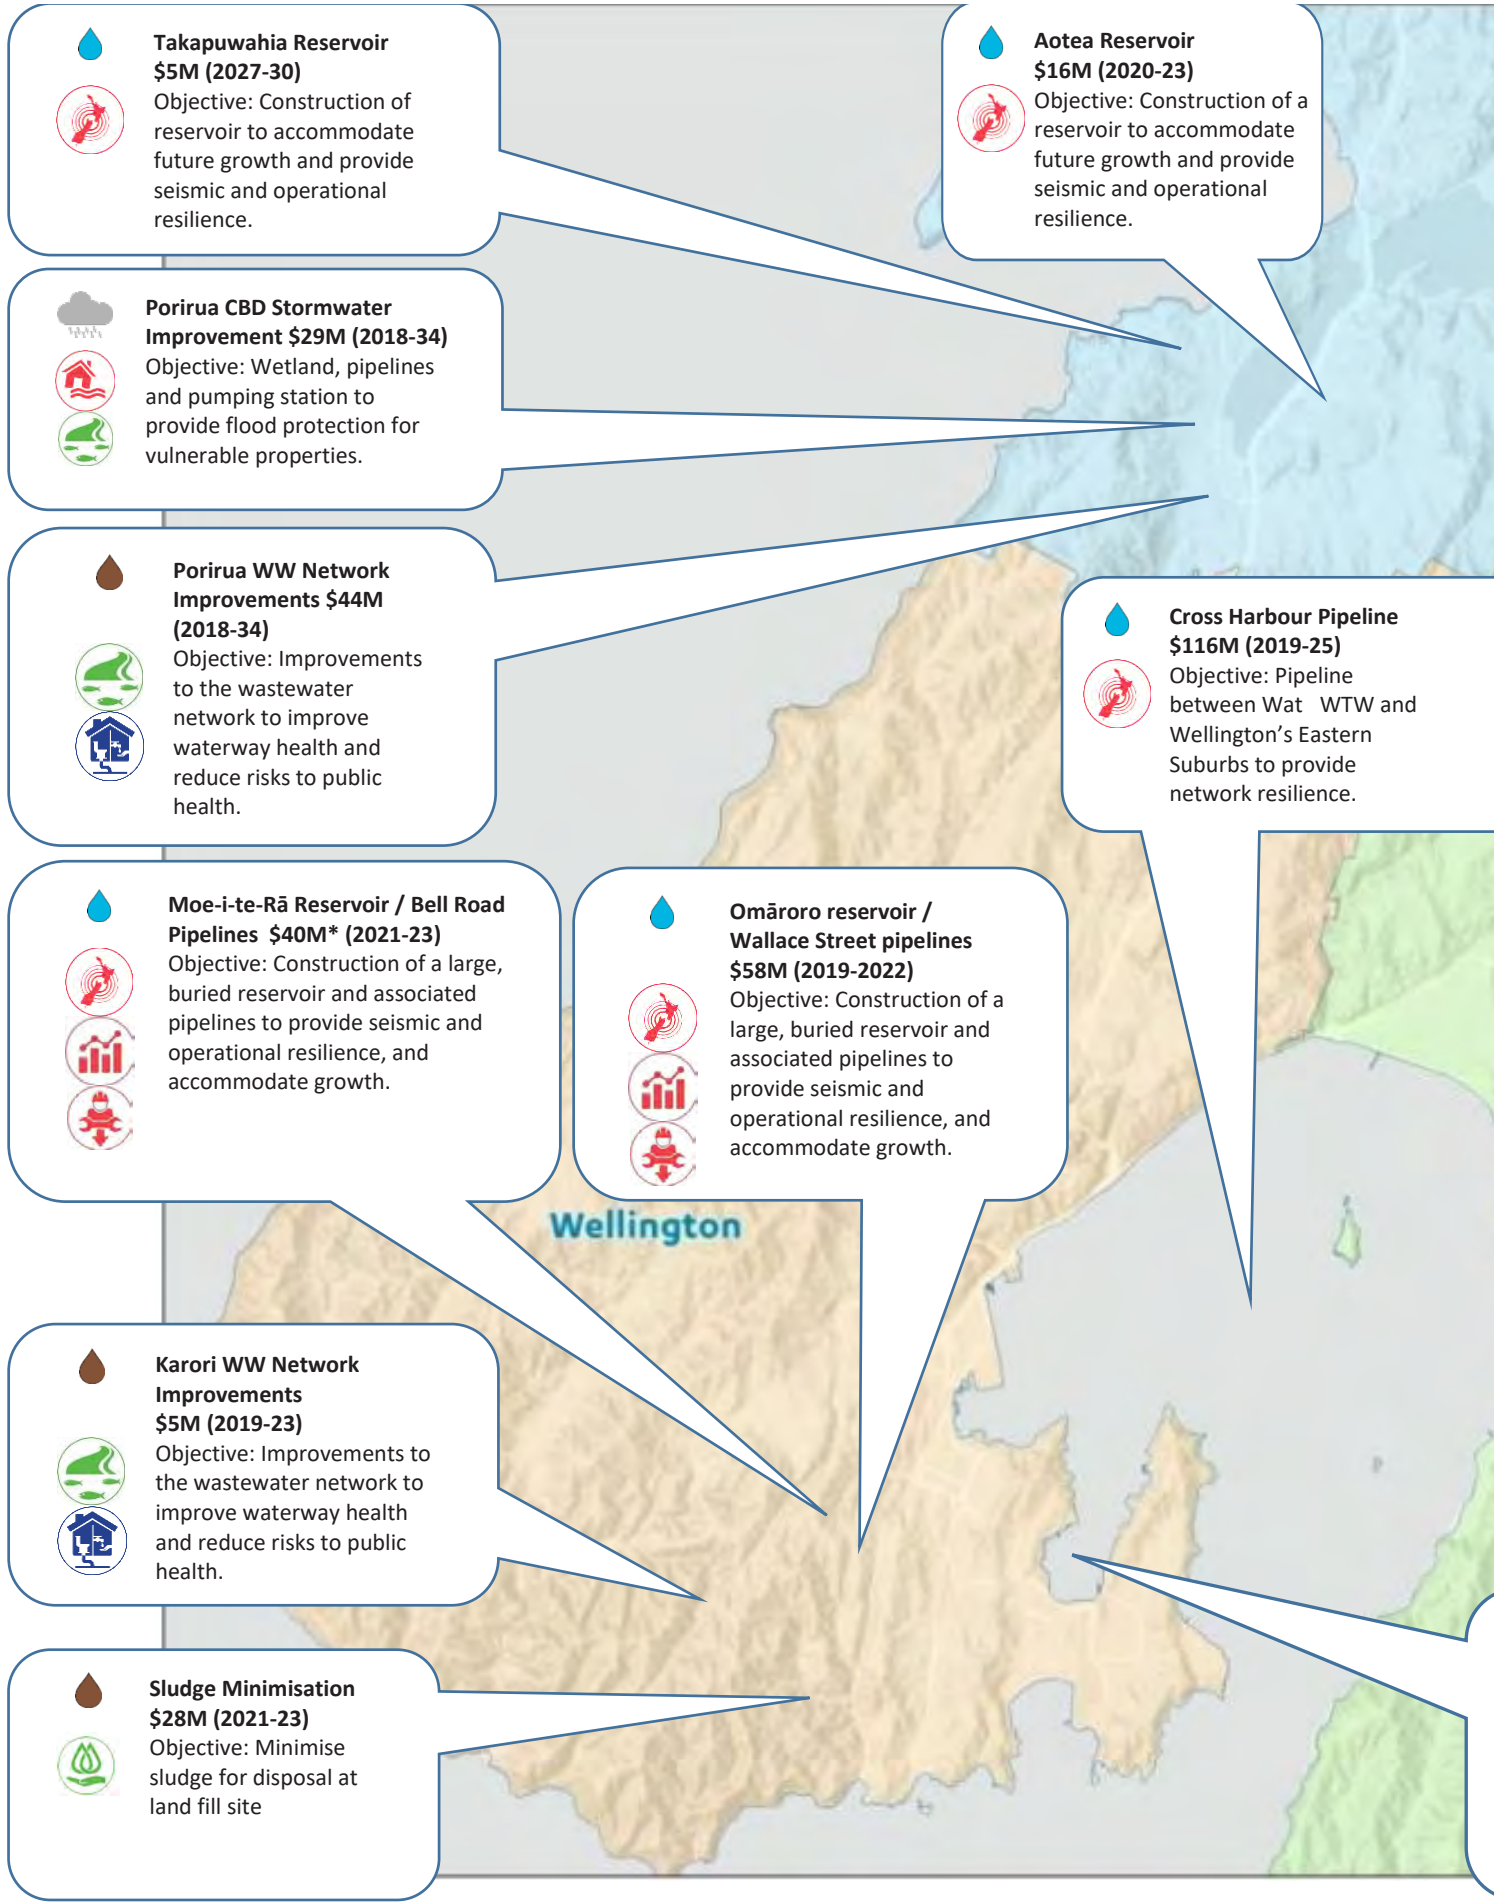 Takapuwahia Reservoir
$5M (2027-30)
Objective: Construction of
reservoir to accommodate
future growth and provide
seismic and operational
resilience.
Aotea Reservoir
$16M (2020-23)
Objective: Construction of a
reservoir to accommodate
future growth and provide
seismic and operational
resilience.
Porirua CBD Stormwater
Improvement $29M (2018-34)
Objective: Wetland, pipelines
and pumping station to
provide flood protection for
vulnerable properties.
Porirua WW Network
Improvements $44M
(2018-34)
Objective: Improvements
to the wastewater
network to improve
waterway health and
reduce risks to public
health.
Cross Harbour Pipeline
$116M (2019-25)
Objective: Pipeline
between Wat WTW and
Wellington's Eastern
Suburbs to provide
network resilience.
Moe-i-te-Rā Reservoir / Bell Road
Pipelines $40M* (2021-23)
Objective: Construction of a large,
buried reservoir and associated
pipelines to provide seismic and
operational resilience, and
accommodate growth.
Omāroro reservoir /
Wallace Street pipelines
$58M (2019-2022)
Objective: Construction of a
large, buried reservoir and
associated pipelines to
provide seismic and
operational resilience, and
accommodate growth.
Wellington
Karori WW Network
Improvements
$5M (2019-23)
Objective: Improvements to
the wastewater network to
improve waterway health
and reduce risks to public
health.
Sludge Minimisation
$28M (2021-23)
Objective: Minimise
sludge for disposal at
land fill site